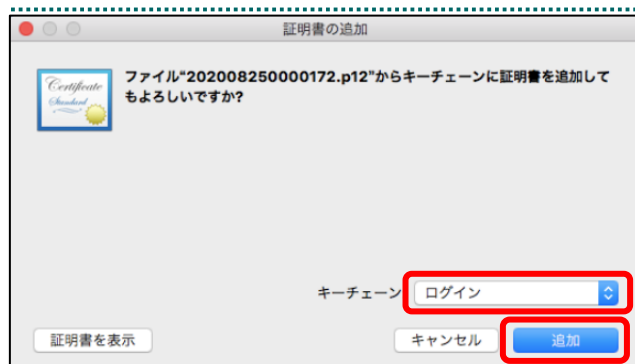 証明書の追加
Certificate
Standard
ファイル"202008250000172.p12"からキーチェーンに証明書を追加して
もよろしいですか?
キーチェーン ログイン
証明書を表示 キャンセル 追加